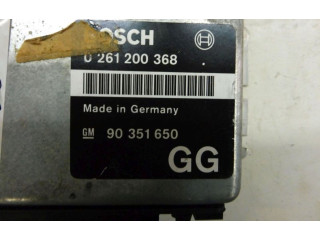 BOSCH
0 261 200 368
Made in Germany
GM 90 351 650
GG